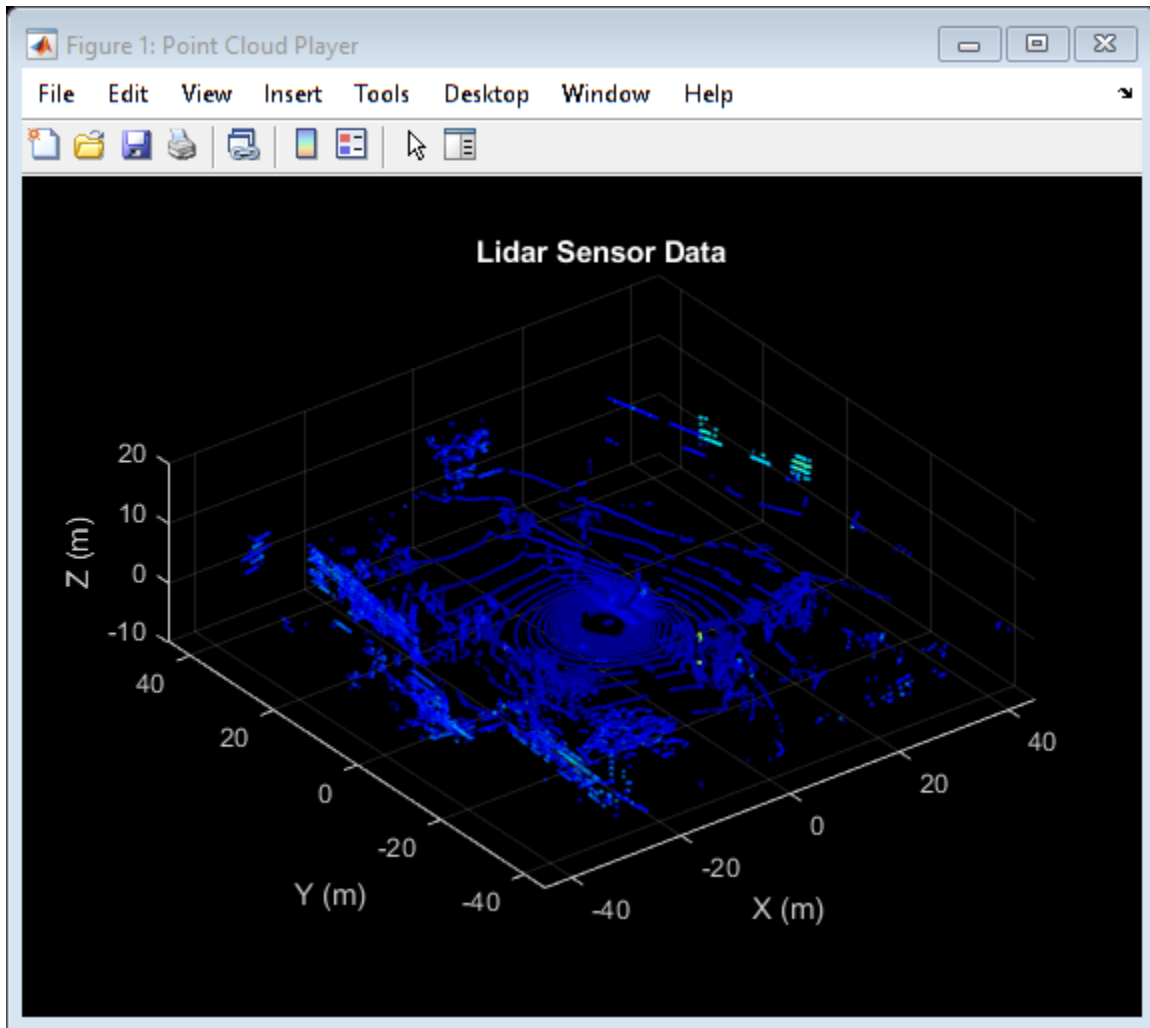 Figure 1: Point Cloud Player
File Edit View Insert Tools Desktop Window Help
Lidar Sensor Data
20
10
0
-10
Z (m)
40
20
0
-20
-40
Y (m)
-40
-20
0
20
40
X (m)